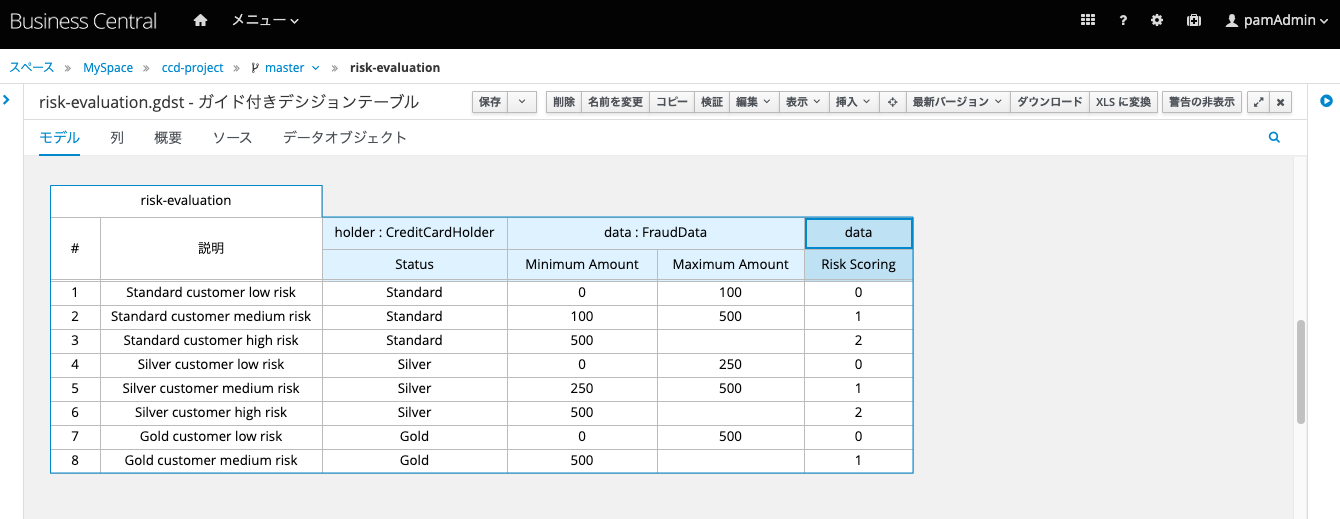 Business Central メニュー ? pamAdmin
スペース » MySpace » ccd-project » master » risk-evaluation
risk-evaluation.gdst - ガイド付きデシジョンテーブル 保存 削除 名前を変更 コピー 検証 編集 表示 挿入 最新バージョン ダウンロード XLS に変換 警告の非表示
モデル 列 概要 ソース データオブジェクト
risk-evaluation
# 説明 holder : CreditCardHolder data : FraudData data
Status Minimum Amount Maximum Amount Risk Scoring
1 Standard customer low risk Standard 0 100 0
2 Standard customer medium risk Standard 100 500 1
3 Standard customer high risk Standard 500 2
4 Silver customer low risk Silver 0 250 0
5 Silver customer medium risk Silver 250 500 1
6 Silver customer high risk Silver 500 2
7 Gold customer low risk Gold 0 500 0
8 Gold customer medium risk Gold 500 1